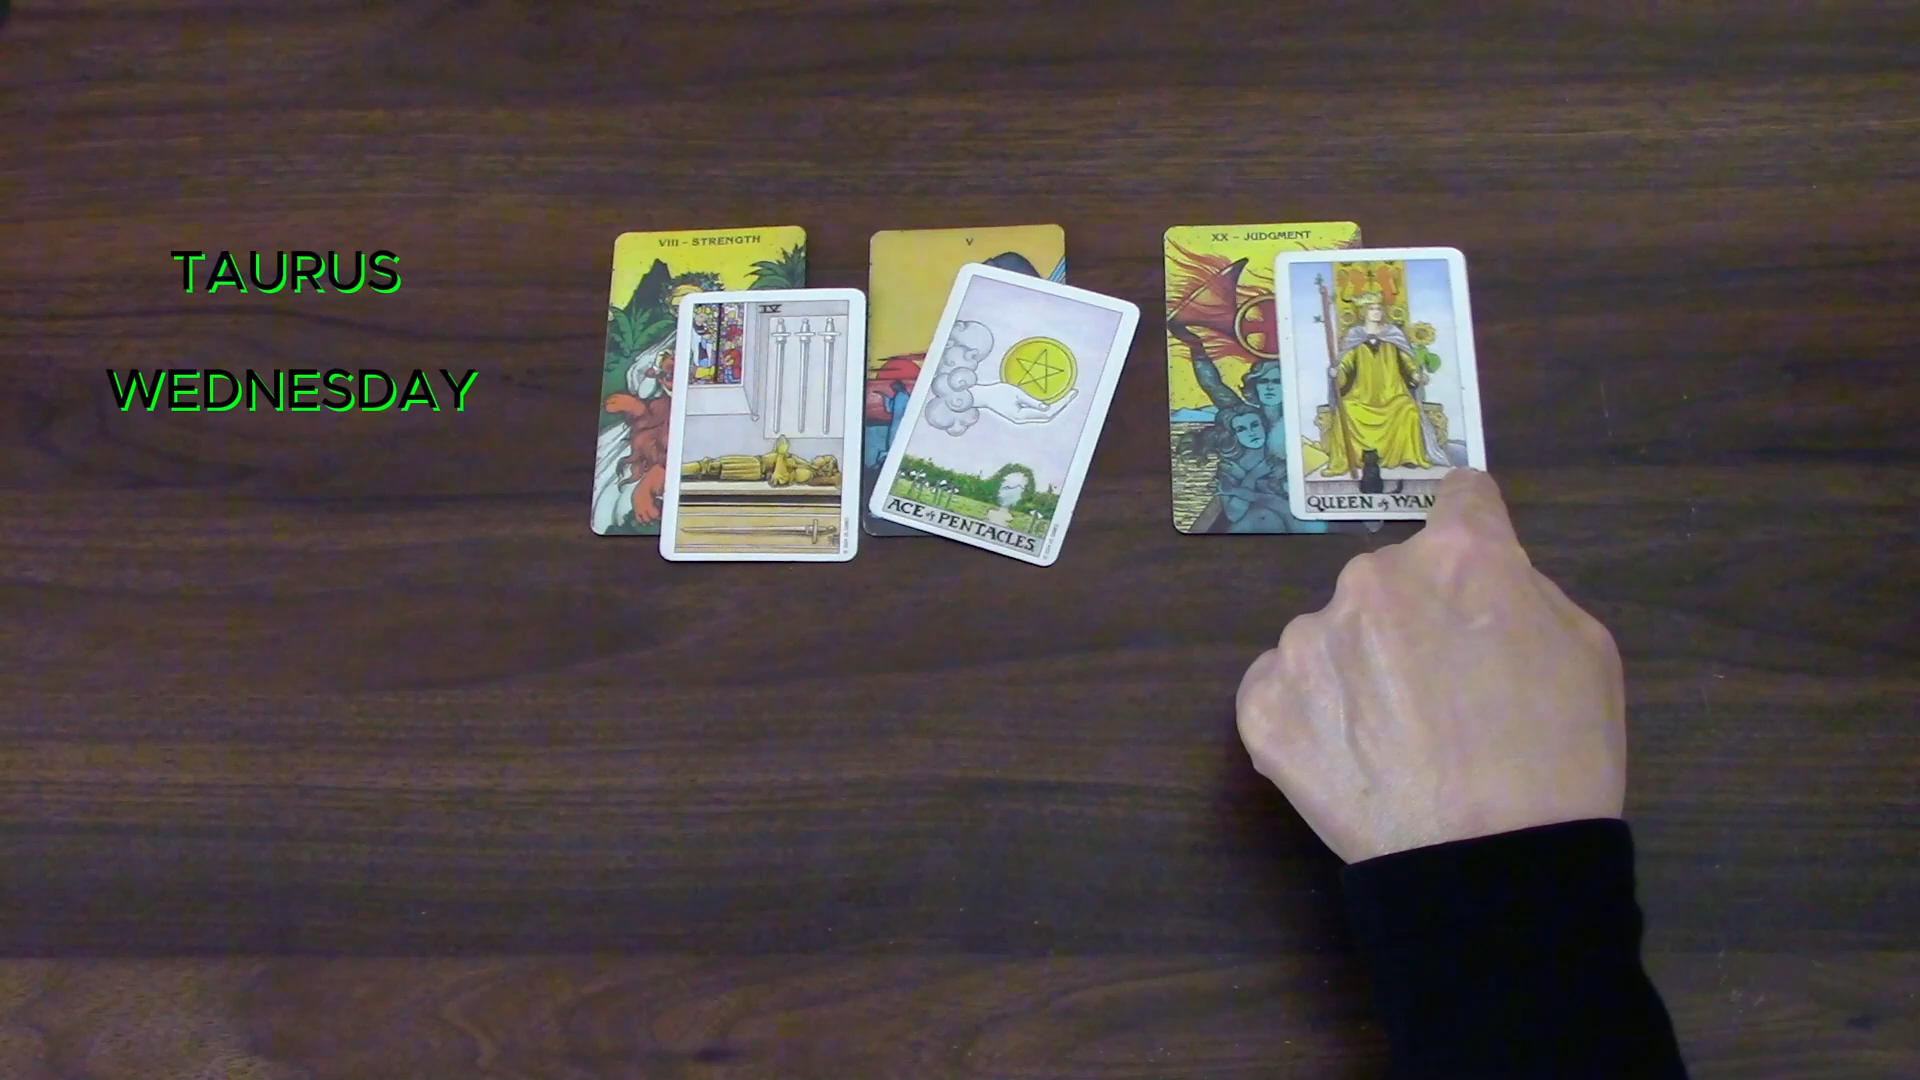 TAURUS
WEDNESDAY
VIII - STRENGTH
IV
V
ACE of PENTACLES
XX - JUDGMENT
QUEEN of WAN